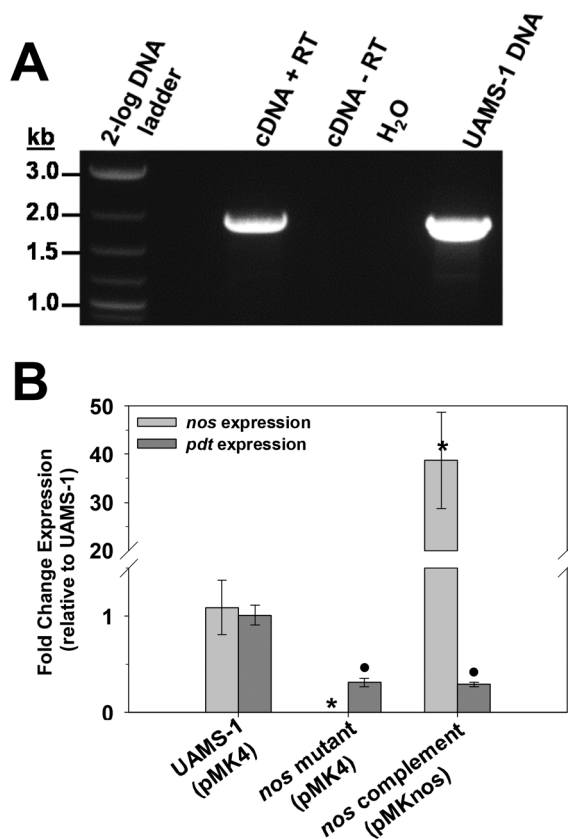 A
2-log DNA
ladder
cDNA + RT
cDNA - RT
H₂O
UAMS-1 DNA
kb
3.0
2.0
1.5
1.0
B
Fold Change Expression
(relative to UAMS-1)
50
40
30
20
1
0
nos expression
pdt expression
*
*
UAMS-1
(pMK4)
nos mutant
(pMK4)
nos complement
(pMKnos)